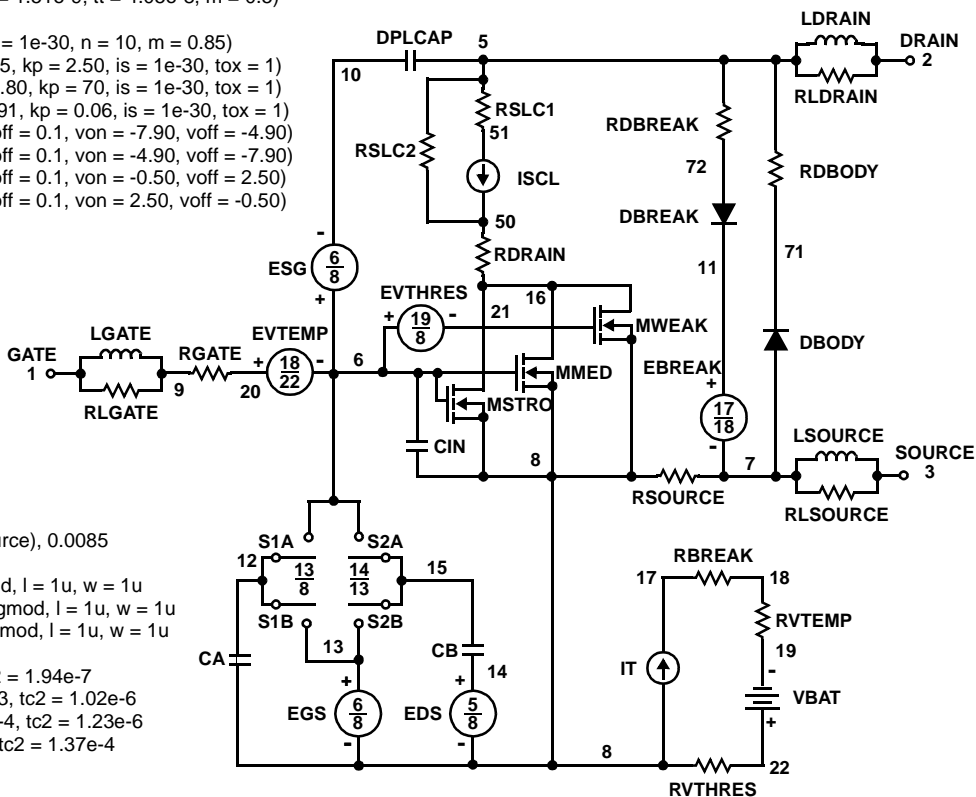 = 1e-30, n = 10, m = 0.85)
5, kp = 2.50, is = 1e-30, tox = 1)
.80, kp = 70, is = 1e-30, tox = 1)
91, kp = 0.06, is = 1e-30, tox = 1)
off = 0.1, von = -7.90, voff = -4.90)
off = 0.1, von = -4.90, voff = -7.90)
off = 0.1, von = -0.50, voff = 2.50)
off = 0.1, von = 2.50, voff = -0.50)
DPLCAP
5
10
LDRAIN
DRAIN
2
RLDRAIN
RSLC1
51
RSLC2
ISCL
50
RDRAIN
RDBREAK
72
DBREAK
11
RDBODY
71
DBODY
-
ESG
6
8
+
EVTHRES
+
19
8
-
21
16
MWEAK
MMED
MSTRO
EBREAK
+
17
18
-
LGATE
GATE
1
RLGATE
9
RGATE
20
EVTEMP
+
18
22
-
6
CIN
8
RSOURCE
7
LSOURCE
SOURCE
3
RLSOURCE
urce), 0.0085
d, l = 1u, w = 1u
gmod, l = 1u, w = 1u
mod, l = 1u, w = 1u
2 = 1.94e-7
3, tc2 = 1.02e-6
-4, tc2 = 1.23e-6
tc2 = 1.37e-4
S1A
S2A
12
13
8
14
13
15
S1B
S2B
13
CA
CB
14
+
EGS
6
8
-
+
EDS
5
8
-
RBREAK
17
18
RVTEMP
19
IT
-
VBAT
+
8
22
RVTHRES